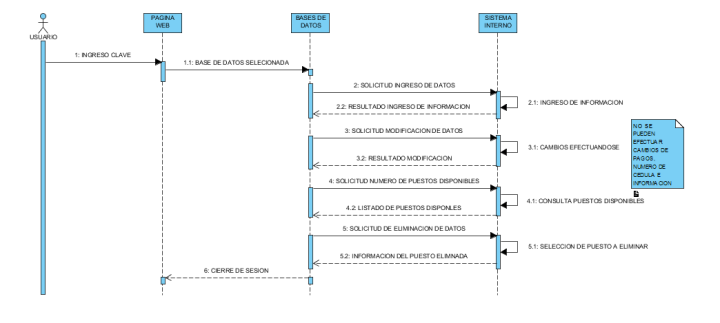 USUARIO
PAGINA
WEB
BASES DE
DATOS
SISTEMA
INTERNO
1: INGRESO CLAVE
1.1: BASE DE DATOS SELECIONADA
2: SOLICITUD INGRESO DE DATOS
2.1: INGRESO DE INFORMACION
2.2: RESULTADO INGRESO DE INFORMACION
3: SOLICITUD MODIFICACION DE DATOS
3.1: CAMBIOS EFECTUANDOSE
3.2: RESULTADO MODIFICACION
NO SE
PUEDEN
EFECTUAR
CAMBIOS DE
PAGOS,
NUMERO DE
CEDULA E
INFORMACION
4: SOLICITUD NUMERO DE PUESTOS DISPONIBLES
4.1: CONSULTA PUESTOS DISPONIBLES
4.2: LISTADO DE PUESTOS DISPONLES
5: SOLICITUD DE ELIMINACION DE DATOS
5.1: SELECCION DE PUESTO A ELIMINAR
5.2: INFORMACION DEL PUESTO ELIMNADA
6: CIERRE DE SESION